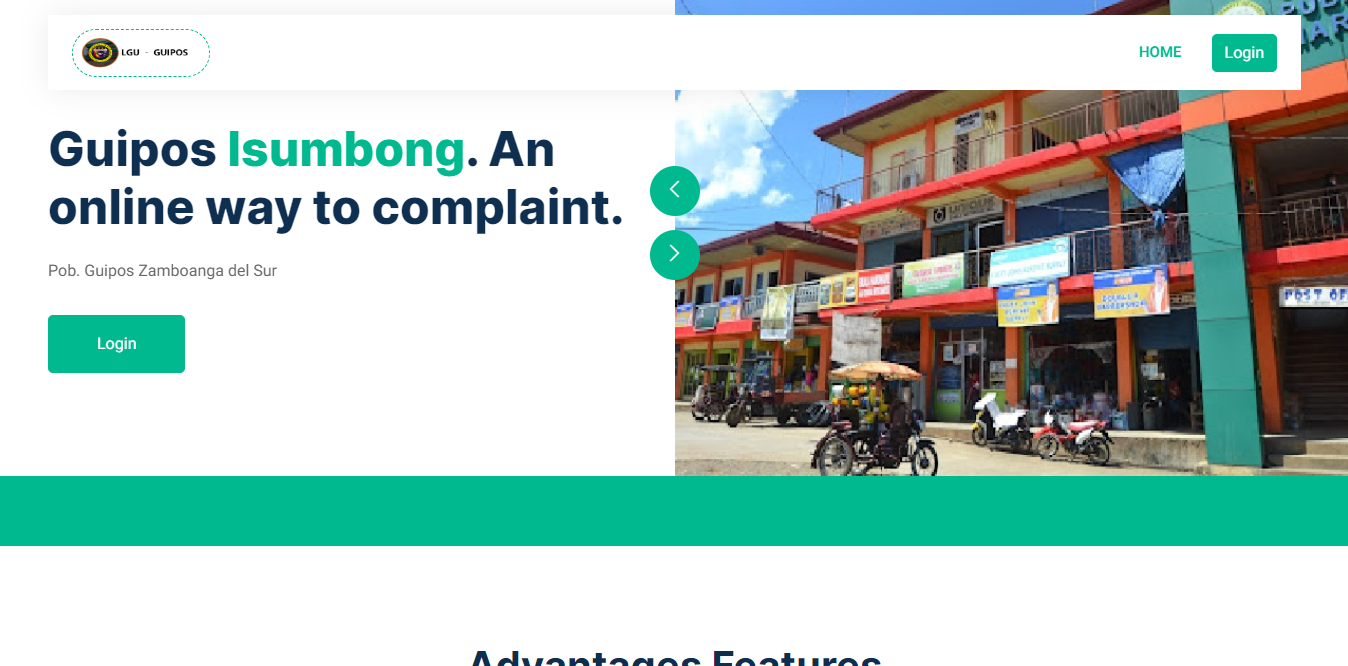 LGU - GUIPOS
HOME
Login
Guipos Isumbong. An
online way to complaint.
Pob. Guipos Zamboanga del Sur
Login
POST OF
Advantages Features